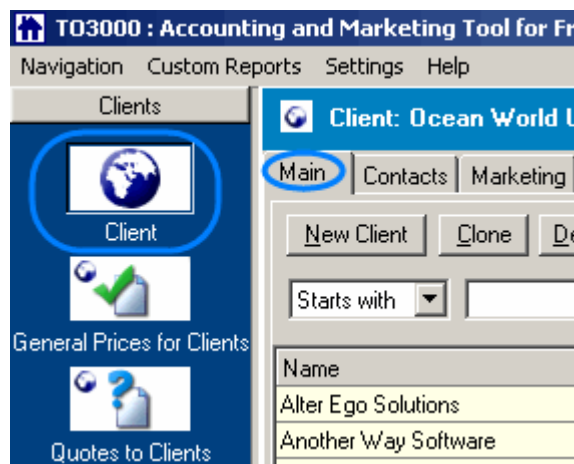 TO3000 : Accounting and Marketing Tool for Fr
Navigation Custom Reports Settings Help
Clients
Client
General Prices for Clients
Quotes to Clients
Client: Ocean World
Main Contacts Marketing
New Client Clone De
Starts with
Name
Alter Ego Solutions
Another Way Software